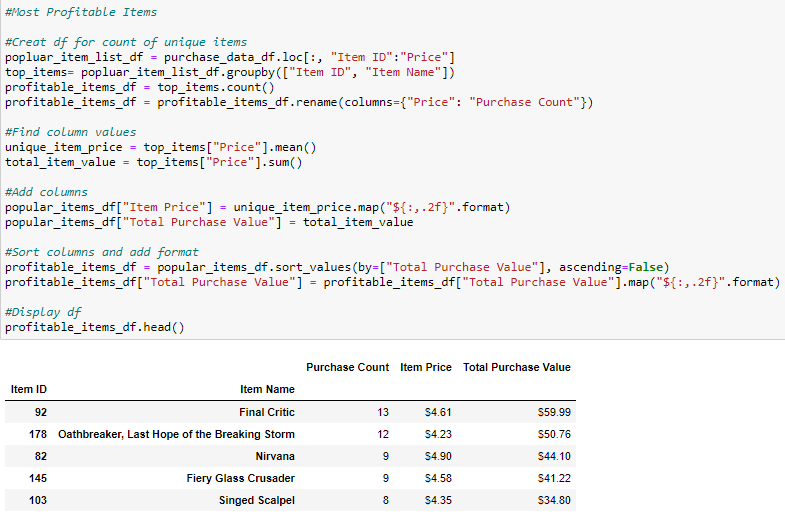 #Most Profitable Items
#Creat df for count of unique items
popluar_item_list_df = purchase_data_df.loc[:, "Item ID":"Price"]
top_items= popluar_item_list_df.groupby(["Item ID", "Item Name"])
profitable_items_df = top_items.count()
profitable_items_df = profitable_items_df.rename(columns={"Price": "Purchase Count"})
#Find column values
unique_item_price = top_items["Price"].mean()
total_item_value = top_items["Price"].sum()
#Add columns
popular_items_df["Item Price"] = unique_item_price.map("${:,.2f}".format)
popular_items_df["Total Purchase Value"] = total_item_value
#Sort columns and add format
profitable_items_df = popular_items_df.sort_values(by=["Total Purchase Value"], ascending=False)
profitable_items_df["Total Purchase Value"] = profitable_items_df["Total Purchase Value"].map("${:,.2f}".format)
#Display df
profitable_items_df.head()
Purchase Count Item Price Total Purchase Value
Item ID Item Name
92 Final Critic 13 $4.61 $59.99
178 Oathbreaker, Last Hope of the Breaking Storm 12 $4.23 $50.76
82 Nirvana 9 $4.90 $44.10
145 Fiery Glass Crusader 9 $4.58 $41.22
103 Singed Scalpel 8 $4.35 $34.80